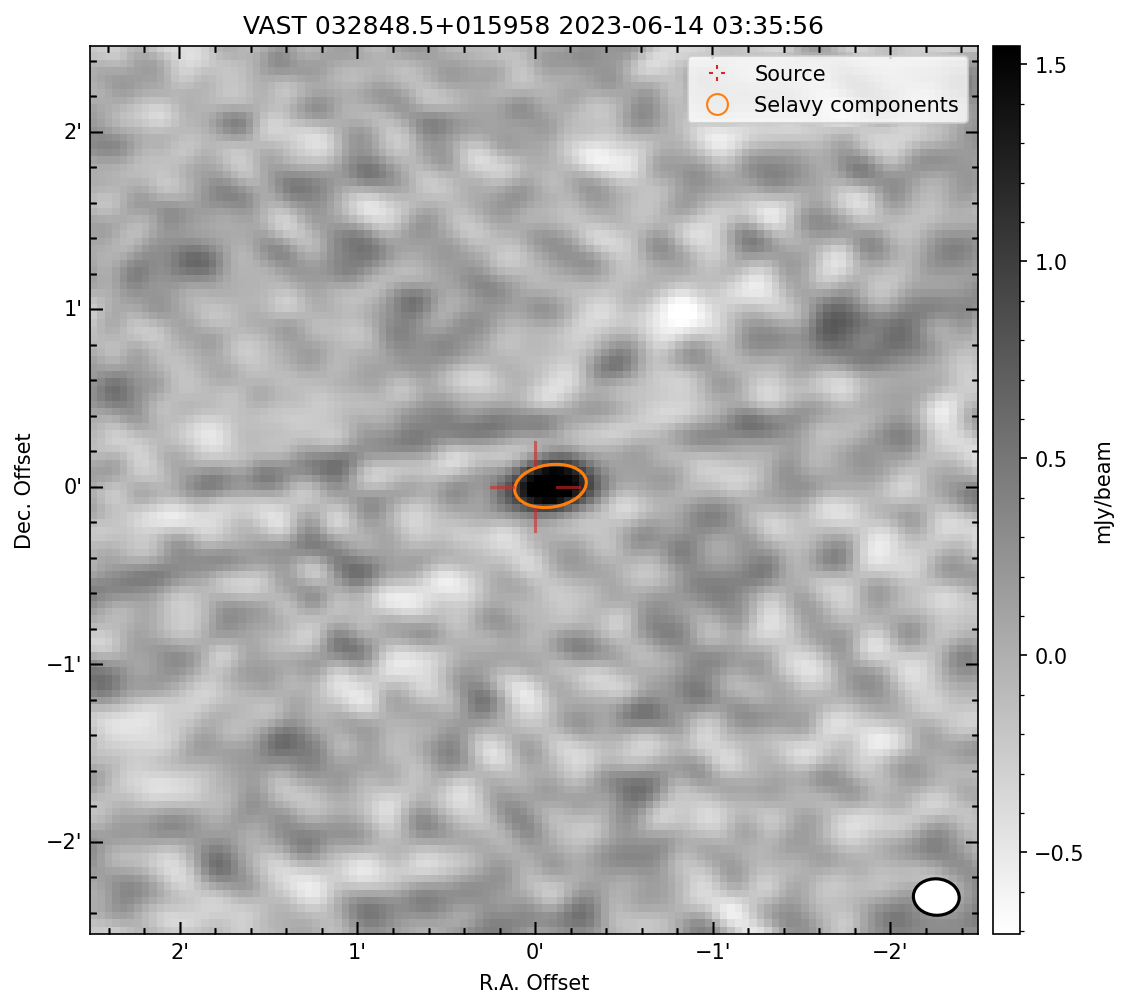 VAST 032848.5+015958 2023-06-14 03:35:56
Source
Selavy components
2'
1'
0'
−1'
−2'
Dec. Offset
2'
1'
0'
−1'
−2'
R.A. Offset
1.5
1.0
0.5
0.0
−0.5
mJy/beam